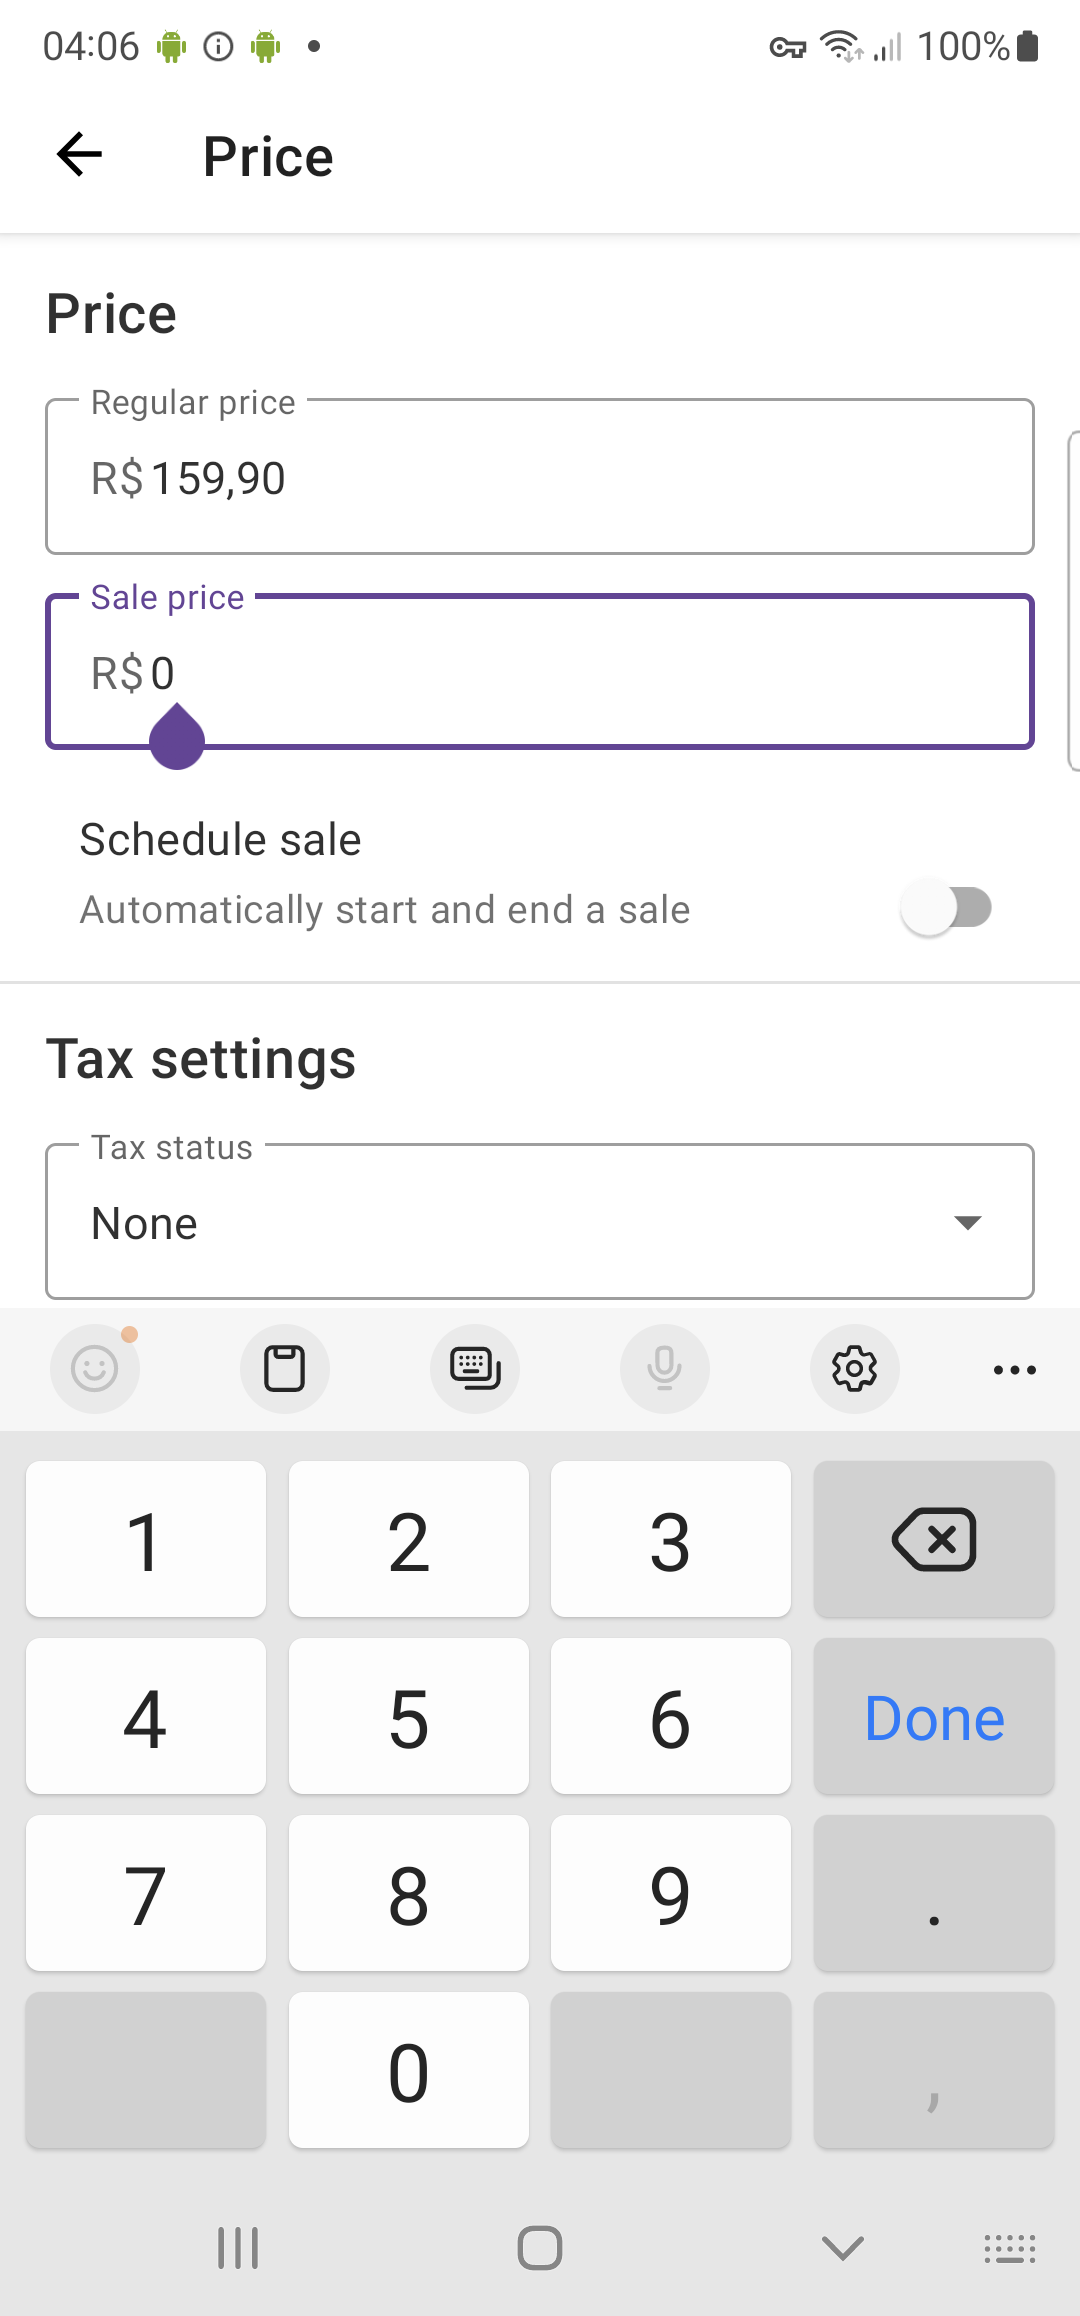 04:06
100%
Price
Price
Regular price
R$ 159,90
Sale price
R$ 0
Schedule sale
Automatically start and end a sale
Tax settings
Tax status
None
1 2 3
4 5 6 Done
7 8 9 .
0 ,